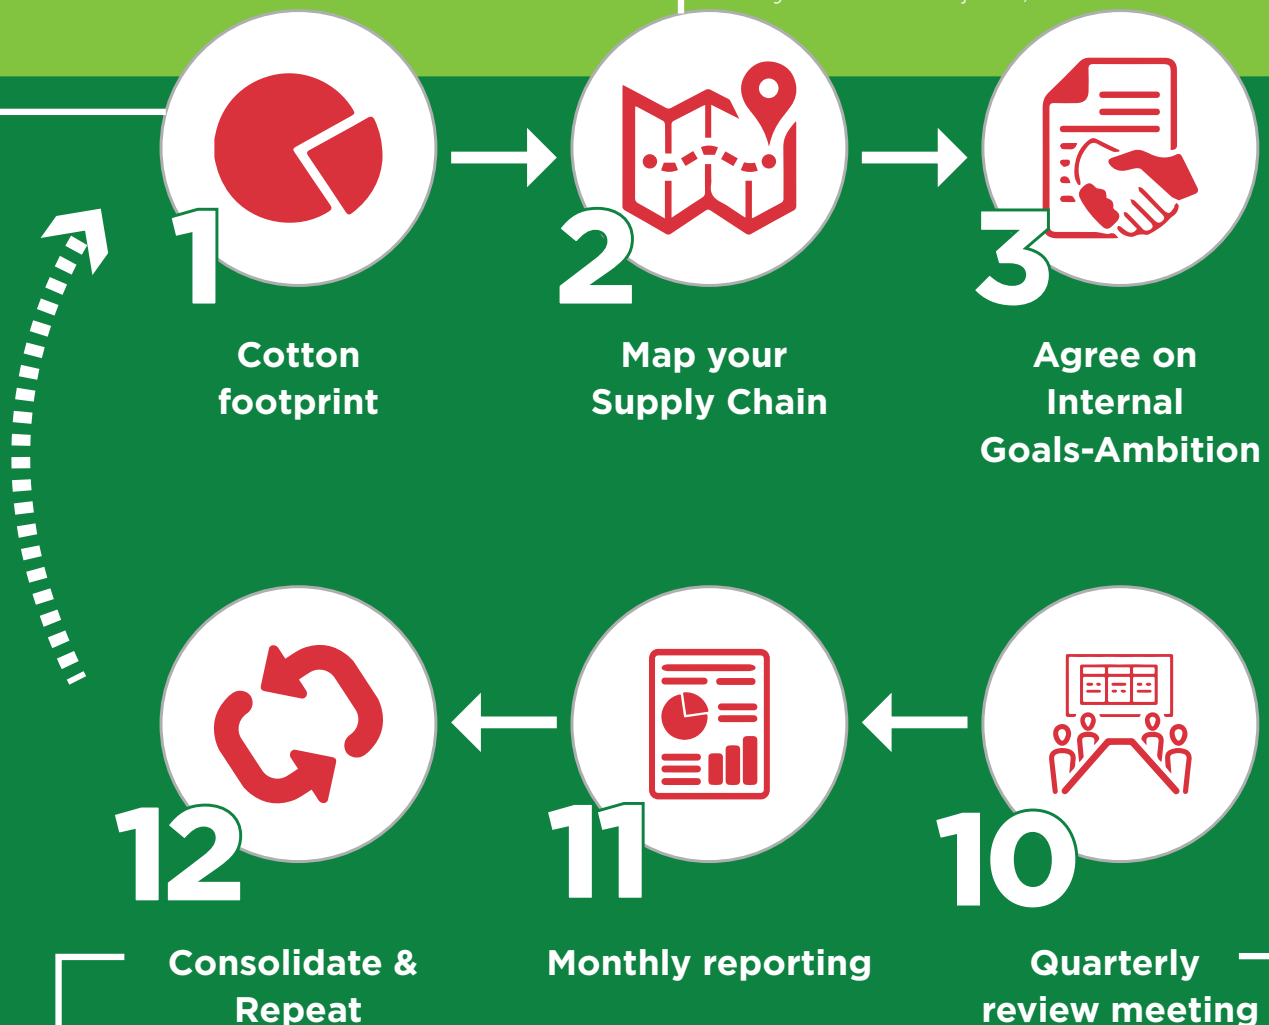 1
2
3
Cotton
footprint
Map your
Supply Chain
Agree on
Internal
Goals-Ambition
12
11
10
Consolidate &
Repeat
Monthly reporting
Quarterly
review meeting